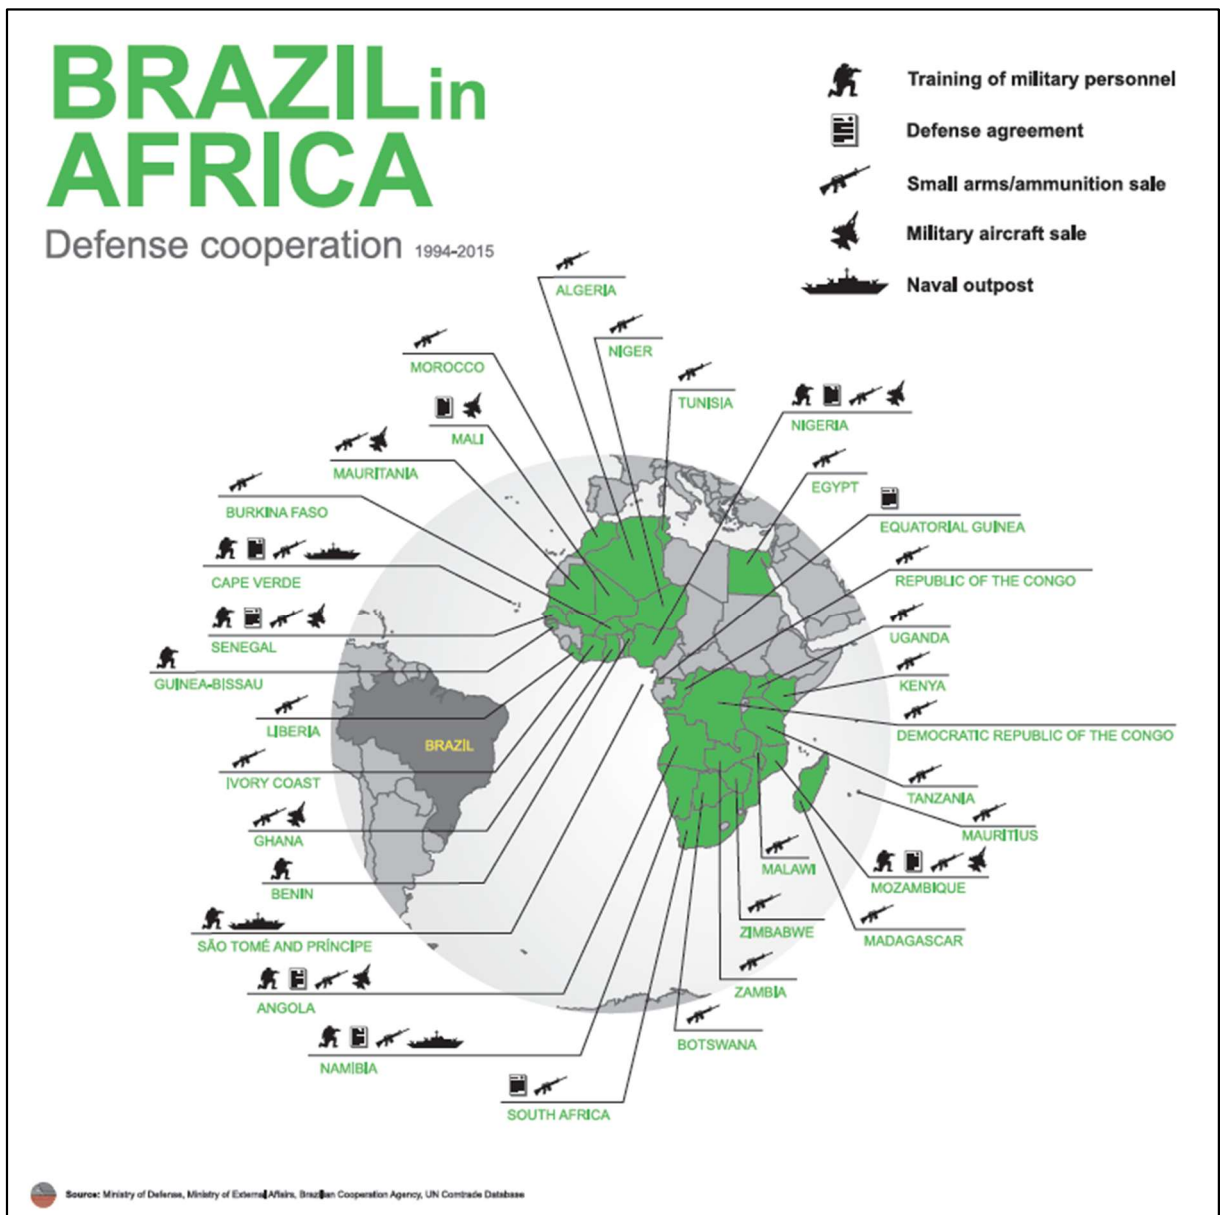 BRAZIL in
AFRICA
Defense cooperation 1994-2015
Training of military personnel
Defense agreement
Small arms/ammunition sale
Military aircraft sale
Naval outpost
ALGERIA
NIGER
MOROCCO
TUNISIA
NIGERIA
MALI
MAURITANIA
EGYPT
BURKINA FASO
EQUATORIAL GUINEA
CAPE VERDE
REPUBLIC OF THE CONGO
SENEGAL
UGANDA
GUINEA-BISSAU
KENYA
LIBERIA
DEMOCRATIC REPUBLIC OF THE CONGO
BRAZIL
IVORY COAST
TANZANIA
GHANA
MAURITIUS
MALAWI
BENIN
MOZAMBIQUE
ZIMBABWE
MADAGASCAR
SÃO TOMÉ AND PRÍNCIPE
ZAMBIA
ANGOLA
BOTSWANA
NAMIBIA
SOUTH AFRICA
Source: Ministry of Defense, Ministry of External Affairs, Brazilian Cooperation Agency, UN Comtrade Database